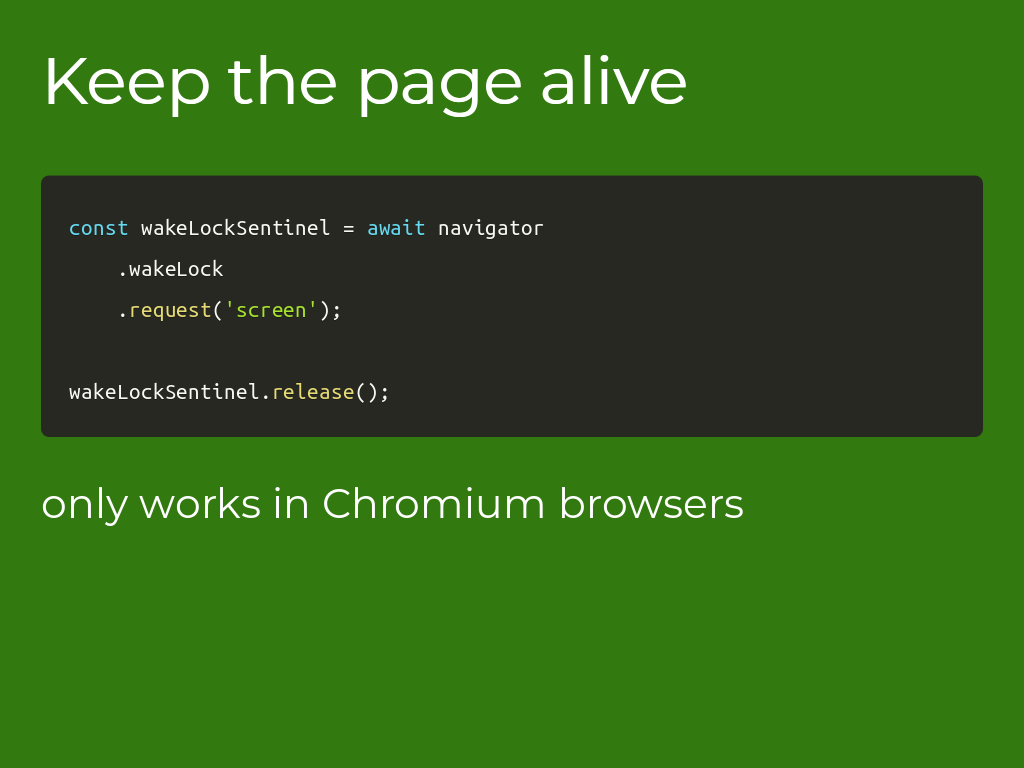 Keep the page alive
const wakeLockSentinel = await navigator
    .wakeLock
    .request('screen');
wakeLockSentinel.release();
only works in Chromium browsers